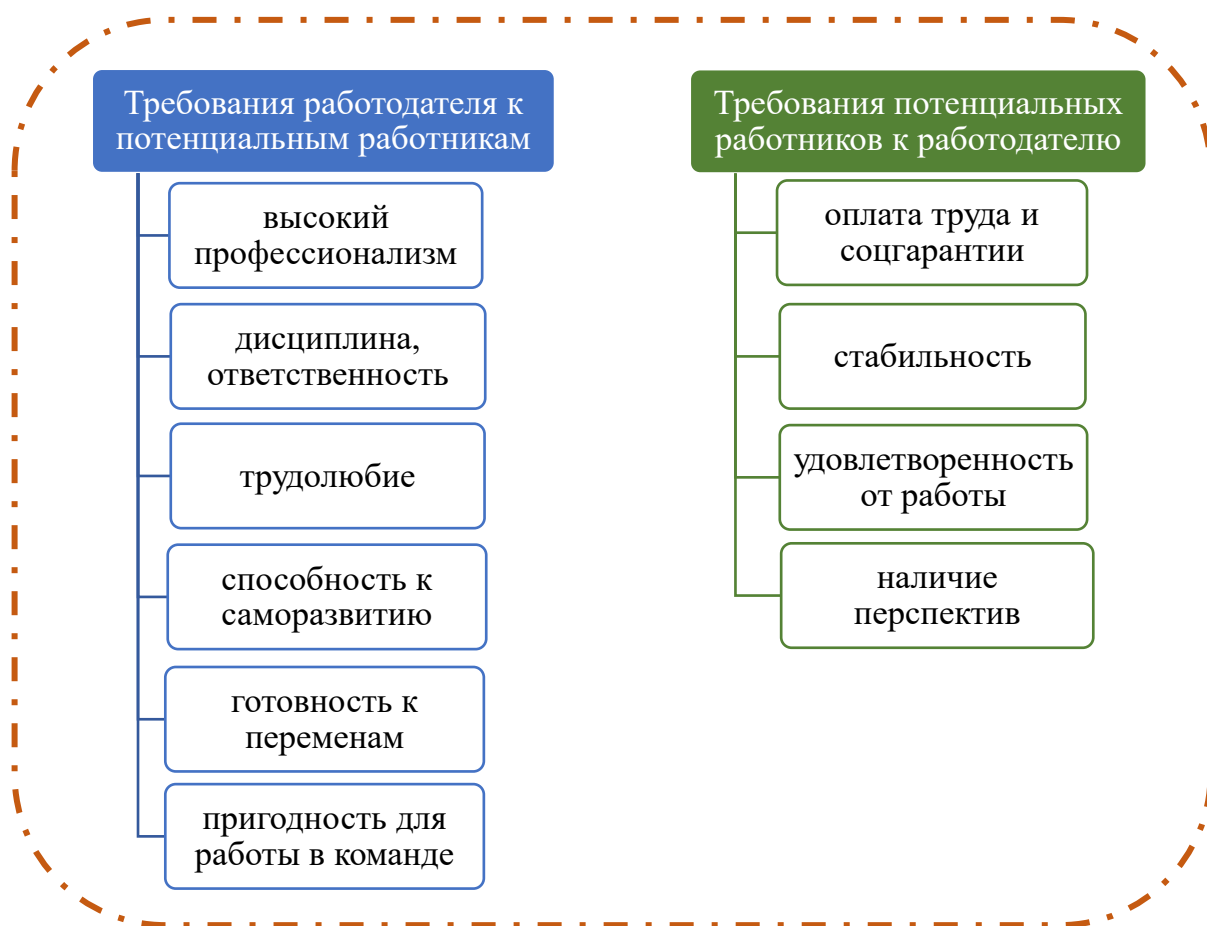 Требования работодателя к
потенциальным работникам
высокий
профессионализм
дисциплина,
ответственность
трудолюбие
способность к
саморазвитию
готовность к
переменам
пригодность для
работы в команде
Требования потенциальных
работников к работодателю
оплата труда и
соцгарантии
стабильность
удовлетворенность
от работы
наличие
перспектив